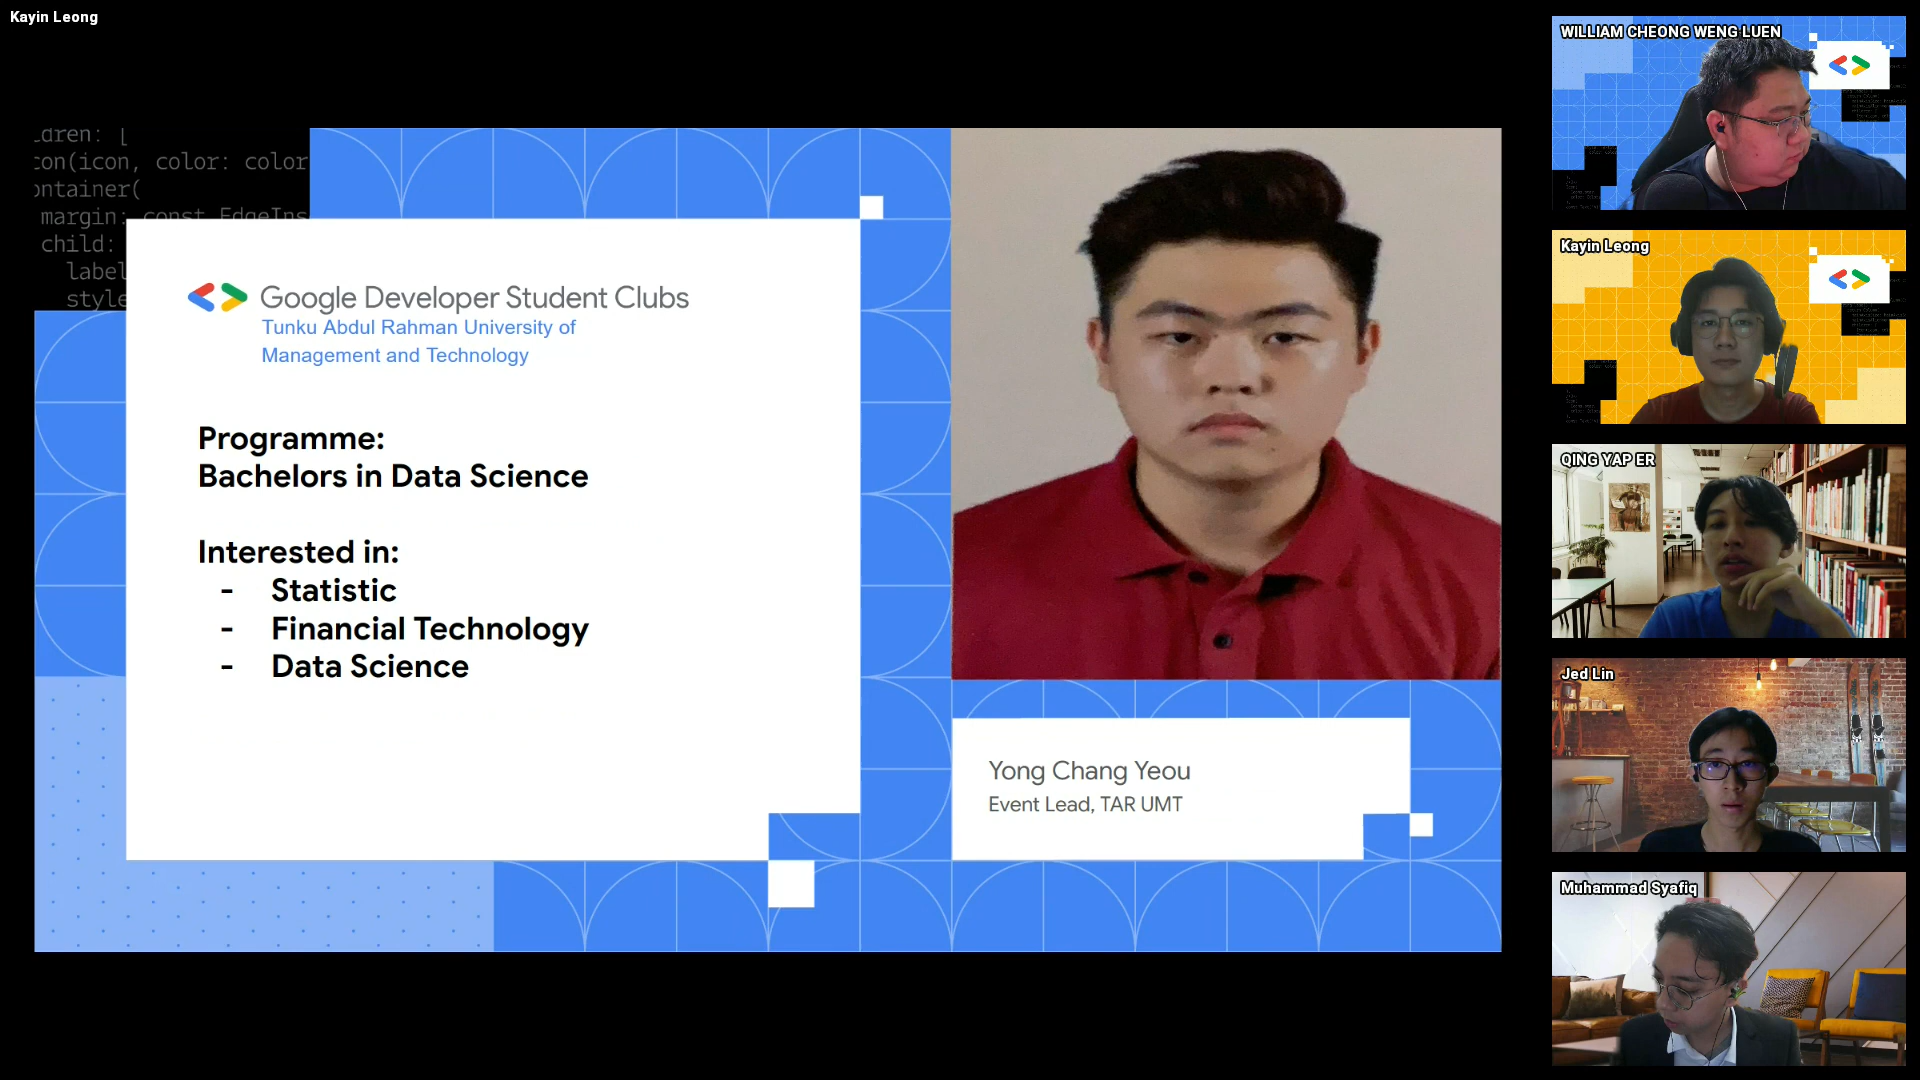 Kayin Leong
dren: [
con(icon, color: color
ontainer(
margin: const EdgeIns
child:
label
style
Google Developer Student Clubs
Tunku Abdul Rahman University of
Management and Technology
Programme:
Bachelors in Data Science
Interested in:
- Statistic
- Financial Technology
- Data Science
Yong Chang Yeou
Event Lead, TAR UMT
WILLIAM CHEONG WENG LUEN
Kayin Leong
QING YAP ER
Jed Lin
Muhammad Syafiq